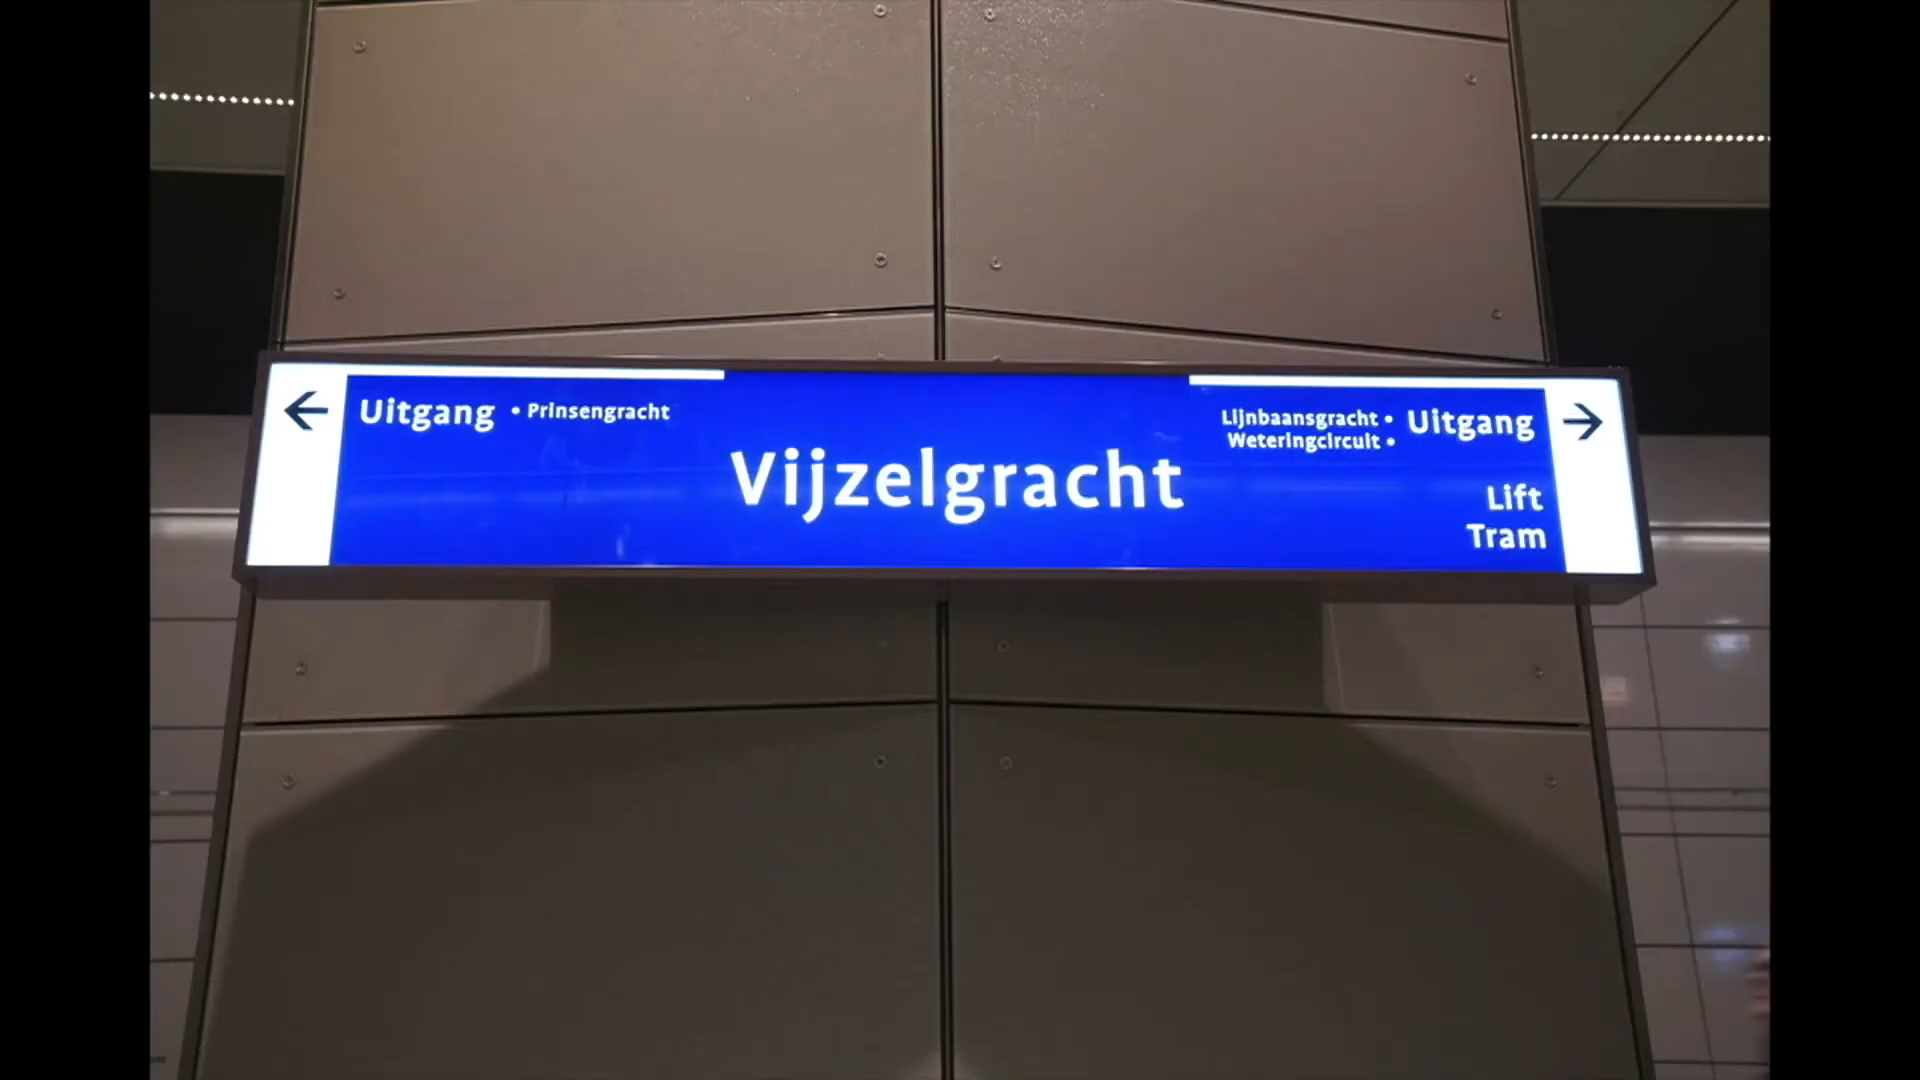 ← Uitgang • Prinsengracht
Vijzelgracht
Lijnbaansgracht • Uitgang →
Weteringcircuit •
Lift
Tram